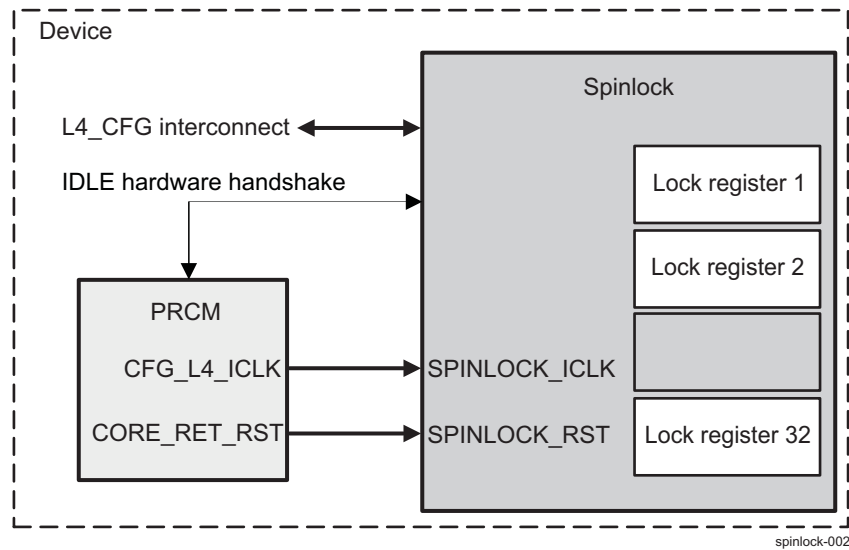 Device
Spinlock
L4_CFG interconnect
IDLE hardware handshake
Lock register 1
Lock register 2
PRCM
CFG_L4_ICLK
SPINLOCK_ICLK
CORE_RET_RST
SPINLOCK_RST
Lock register 32
spinlock-002